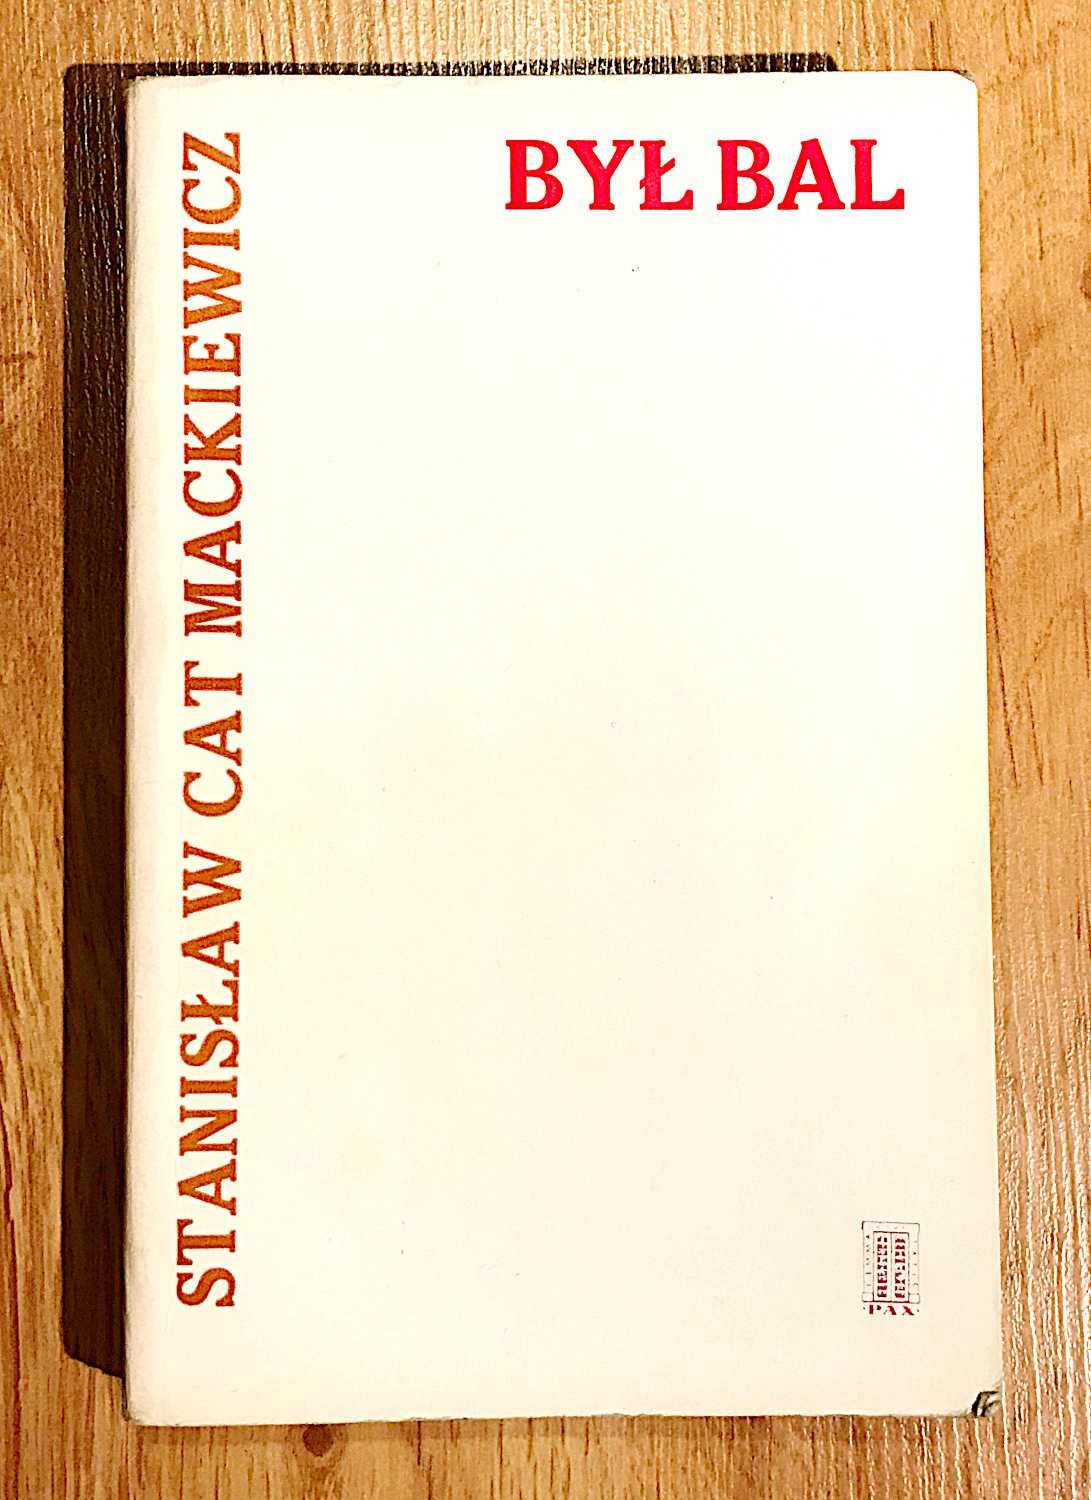 BYŁ BAL
STANISŁAW CAT MACKIEWICZ
PAX